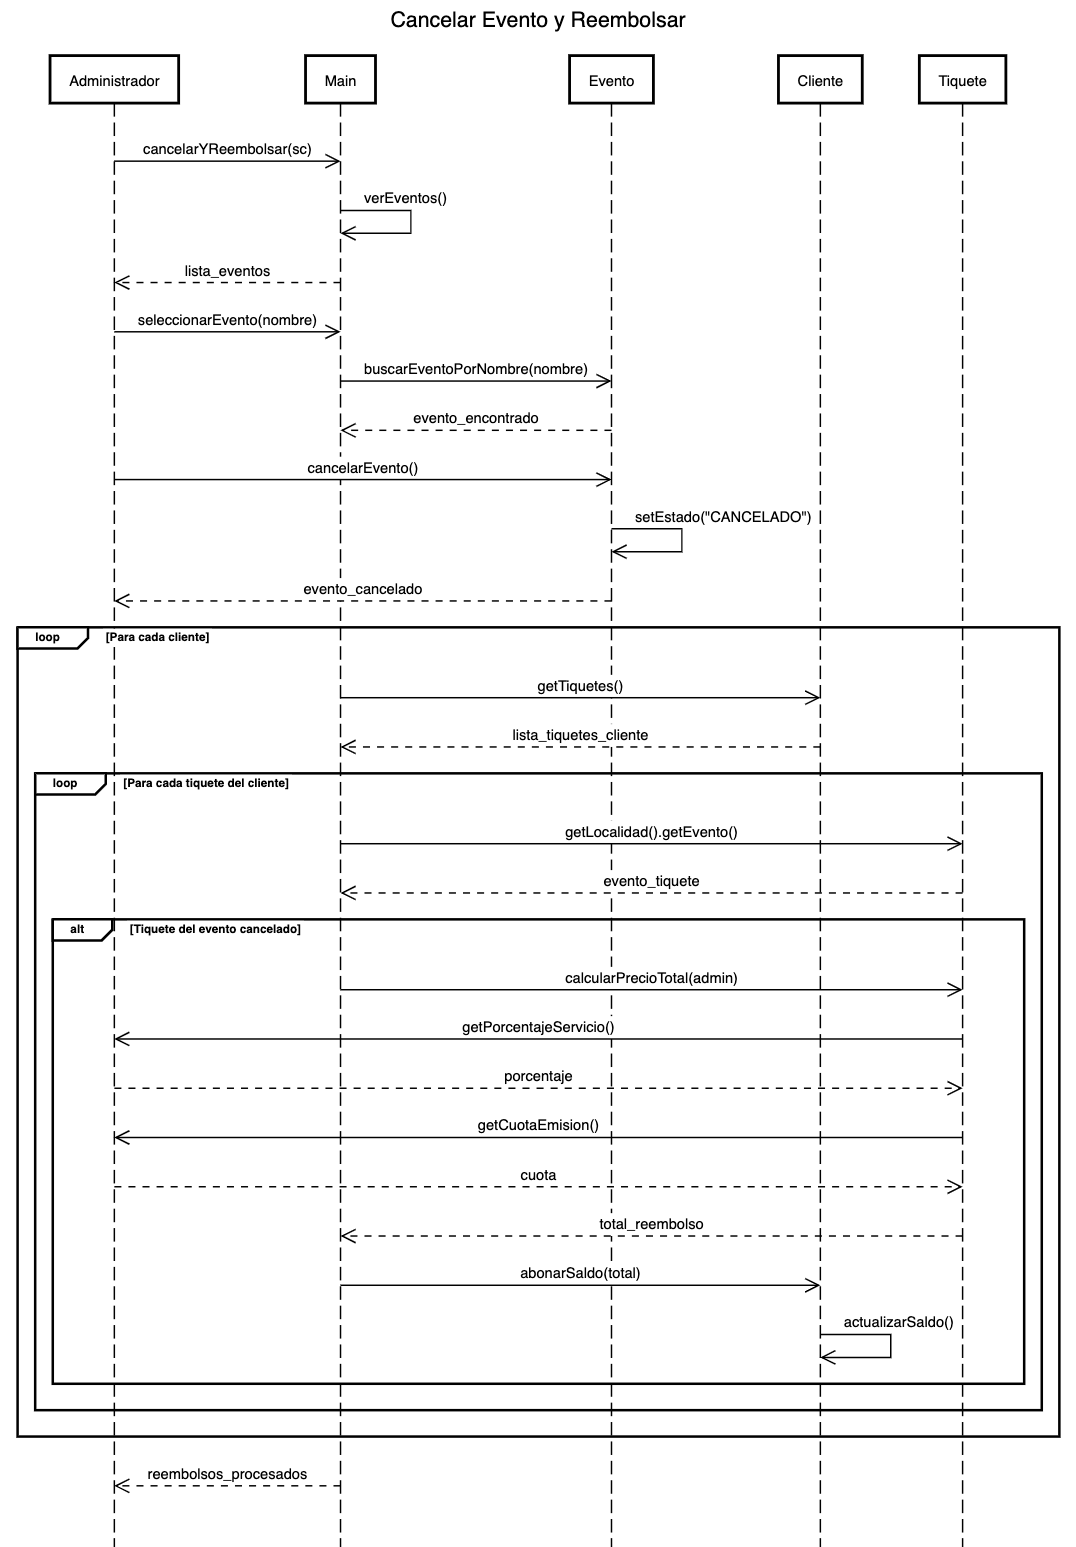 Cancelar Evento y Reembolsar
Administrador
Main
Evento
Cliente
Tiquete
cancelarYReembolsar(sc)
verEventos()
lista_eventos
seleccionarEvento(nombre)
buscarEventoPorNombre(nombre)
evento_encontrado
cancelarEvento()
setEstado("CANCELADO")
evento_cancelado
loop
[Para cada cliente]
getTiquetes()
lista_tiquetes_cliente
loop
[Para cada tiquete del cliente]
getLocalidad().getEvento()
evento_tiquete
alt
[Tiquete del evento cancelado]
calcularPrecioTotal(admin)
getPorcentajeServicio()
porcentaje
getCuotaEmision()
cuota
total_reembolso
abonarSaldo(total)
actualizarSaldo()
reembolsos_procesados